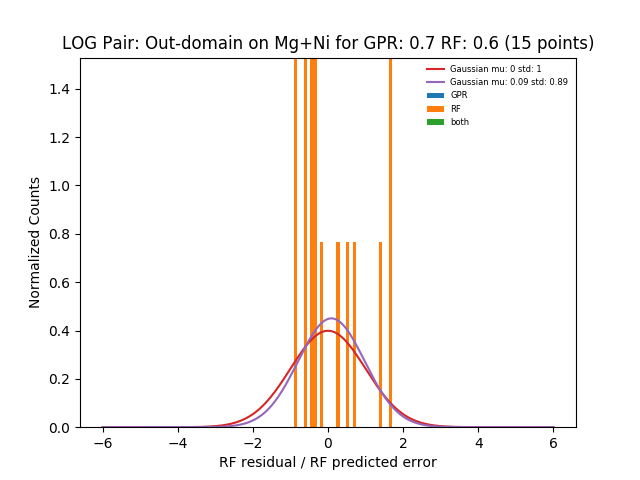 LOG Pair: Out-domain on Mg+Ni for GPR: 0.7 RF: 0.6 (15 points)
Gaussian mu: 0 std: 1
Gaussian mu: 0.09 std: 0.89
GPR
RF
both
1.4
1.2
1.0
0.8
0.6
0.4
0.2
0.0
Normalized Counts
−6 −4 −2 0 2 4 6
RF residual / RF predicted error